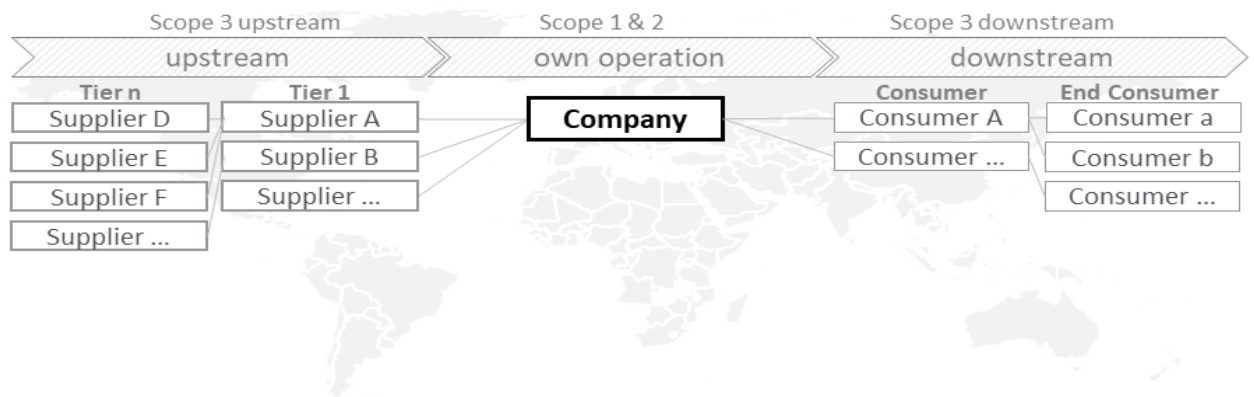 Scope 3 upstream Scope 1 & 2 Scope 3 downstream
upstream own operation downstream
Tier n Tier 1 Consumer End Consumer
Supplier D Supplier A Company Consumer A Consumer a
Supplier E Supplier B Consumer ... Consumer b
Supplier F Supplier ... Consumer ...
Supplier ...